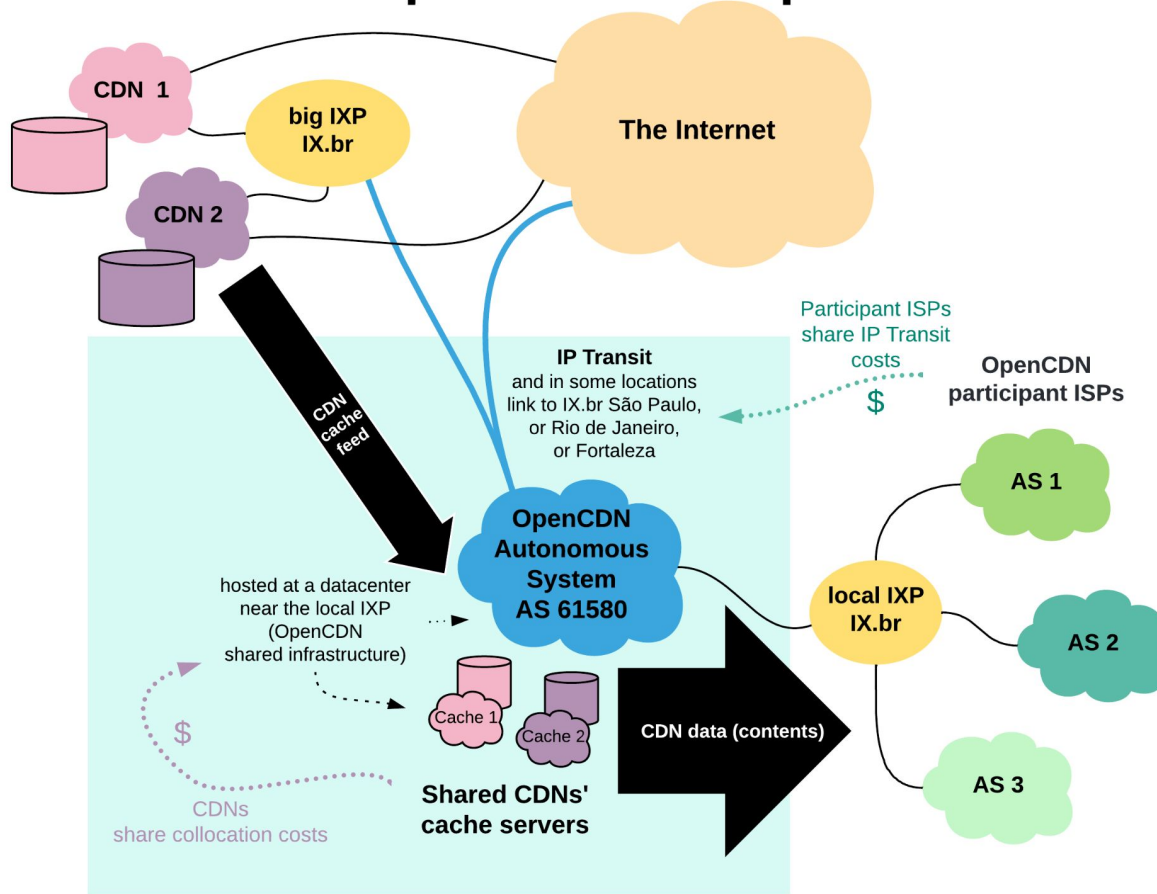 CDN 1
big IXP
IX.br
The Internet
CDN 2
Participant ISPs
share IP Transit
costs
$
OpenCDN
participant ISPs
IP Transit
and in some locations
link to IX.br São Paulo,
or Rio de Janeiro,
or Fortaleza
CDN
cache
feed
AS 1
OpenCDN
Autonomous
System
AS 61580
hosted at a datacenter
near the local IXP
(OpenCDN
shared infrastructure)
local IXP
IX.br
AS 2
Cache 1
Cache 2
CDN data (contents)
$
AS 3
Shared CDNs'
cache servers
CDNs
share collocation costs